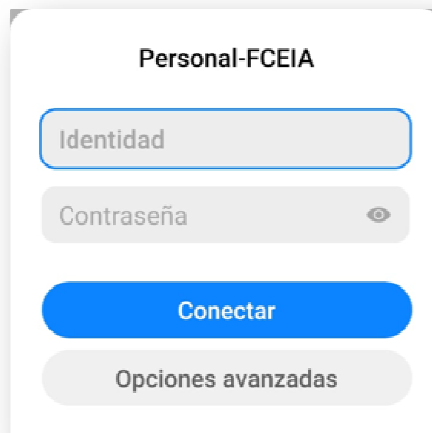 Personal-FCEIA
Identidad
Contraseña
Conectar
Opciones avanzadas